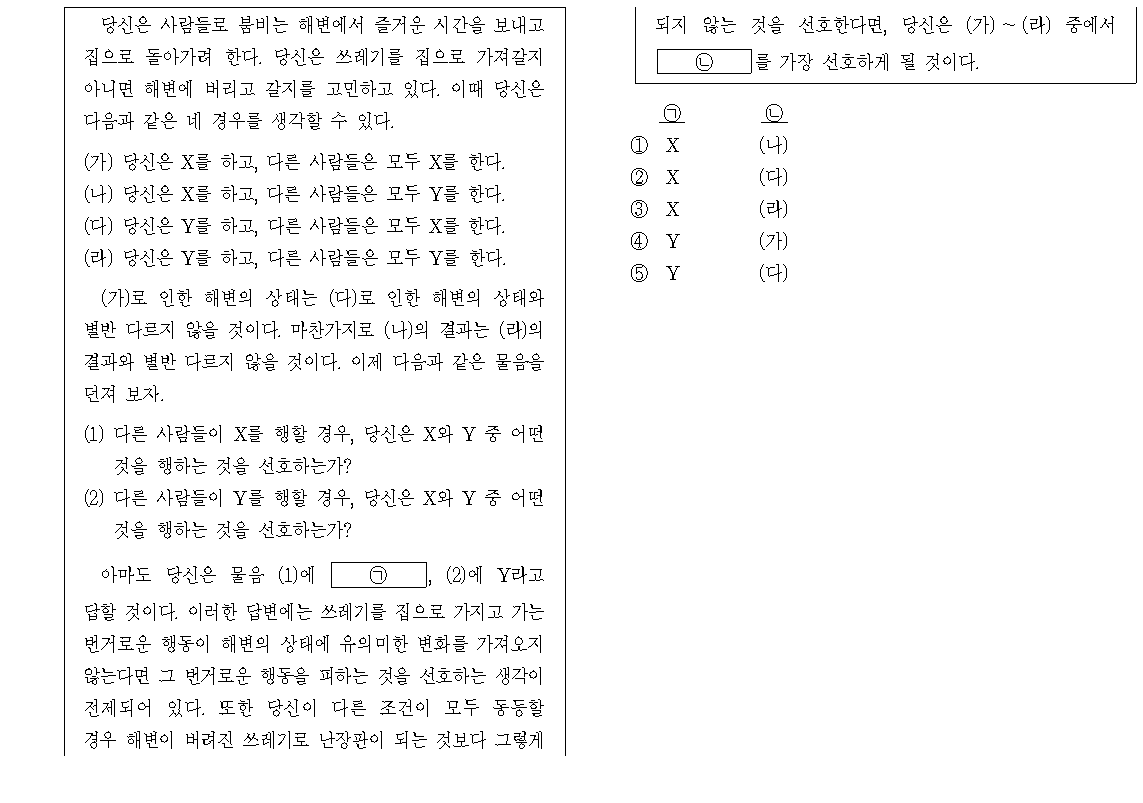 당신은 사람들로 붐비는 해변에서 즐거운 시간을 보내고
집으로 돌아가려 한다. 당신은 쓰레기를 집으로 가져갈지
아니면 해변에 버리고 갈지를 고민하고 있다. 이때 당신은
다음과 같은 네 경우를 생각할 수 있다.
(가) 당신은 X를 하고, 다른 사람들은 모두 X를 한다.
(나) 당신은 X를 하고, 다른 사람들은 모두 Y를 한다.
(다) 당신은 Y를 하고, 다른 사람들은 모두 X를 한다.
(라) 당신은 Y를 하고, 다른 사람들은 모두 Y를 한다.
(가)로 인한 해변의 상태는 (다)로 인한 해변의 상태와
별반 다르지 않을 것이다. 마찬가지로 (나)의 결과는 (라)의
결과와 별반 다르지 않을 것이다. 이제 다음과 같은 물음을
던져 보자.
(1) 다른 사람들이 X를 행할 경우, 당신은 X와 Y 중 어떤
것을 행하는 것을 선호하는가?
(2) 다른 사람들이 Y를 행할 경우, 당신은 X와 Y 중 어떤
것을 행하는 것을 선호하는가?
아마도 당신은 물음 (1)에 ㉠, (2)에 Y라고
답할 것이다. 이러한 답변에는 쓰레기를 집으로 가지고 가는
번거로운 행동이 해변의 상태에 유의미한 변화를 가져오지
않는다면 그 번거로운 행동을 피하는 것을 선호하는 생각이
전제되어 있다. 또한 당신이 다른 조건이 모두 동등할
경우 해변이 버려진 쓰레기로 난장판이 되는 것보다 그렇게
되지 않는 것을 선호한다면, 당신은 (가) ~ (라) 중에서
㉡를 가장 선호하게 될 것이다.
㉠ ㉡
① X (나)
② X (다)
③ X (라)
④ Y (가)
⑤ Y (다)